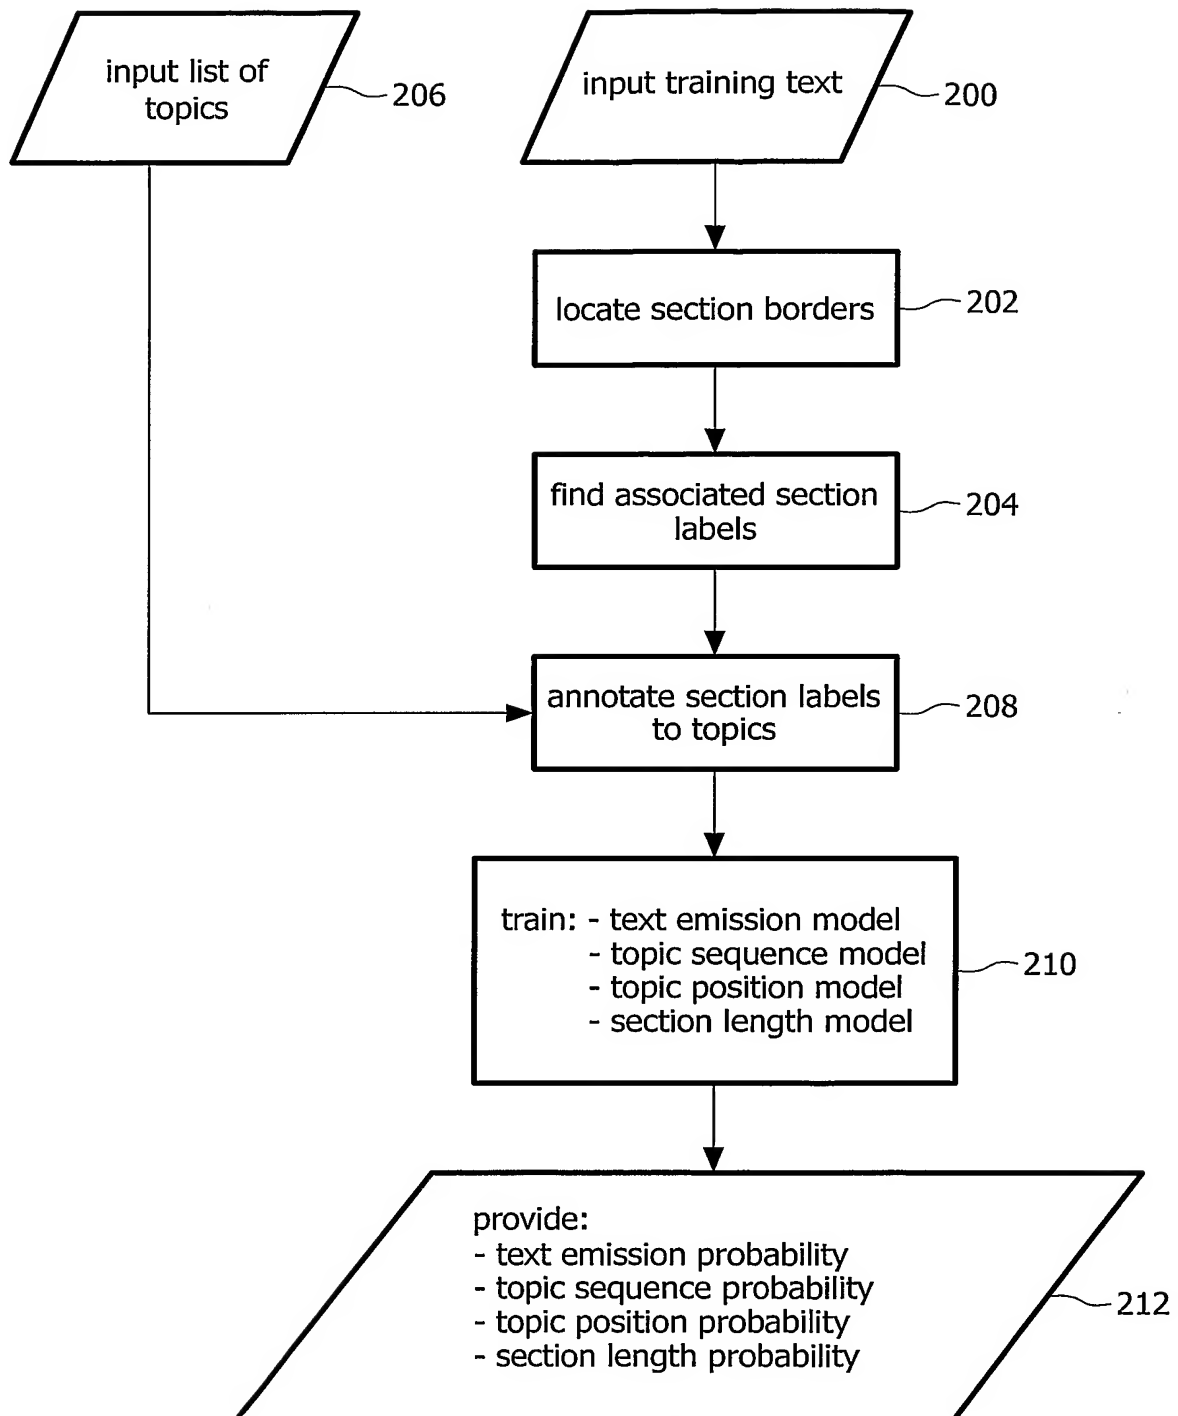 input list of
topics
206
input training text
200
locate section borders
202
find associated section
labels
204
annotate section labels
to topics
208
train: - text emission model
- topic sequence model
- topic position model
- section length model
210
provide:
- text emission probability
- topic sequence probability
- topic position probability
- section length probability
212